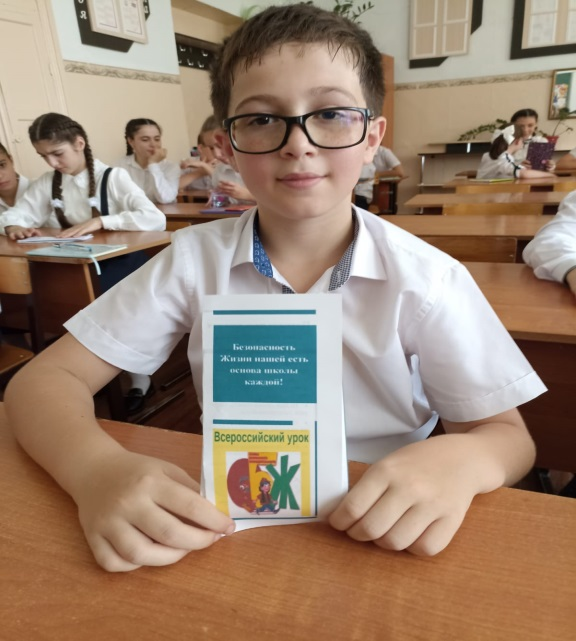 Безопасность
Жизни нашей есть
основа школы
каждой!
Всероссийский урок
ОБЖ